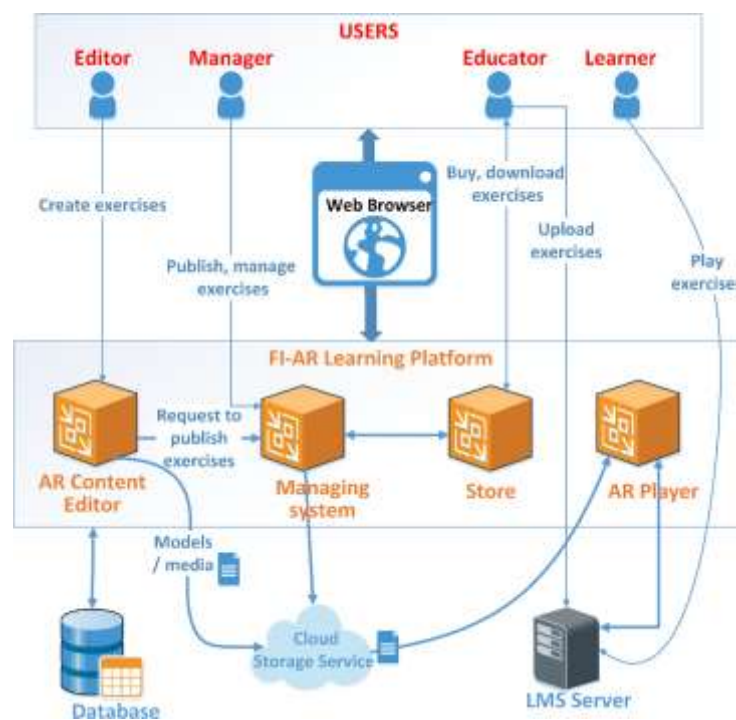 USERS
Editor
Manager
Educator
Learner
Create exercises
Publish, manage
exercises
Web Browser
Buy, download
exercises
Upload
exercises
Play
exercises
FI-AR Learning Platform
Request to
publish
exercises
AR Content
Editor
Managing
system
Store
AR Player
Models
/ media
Cloud
Storage Service
Database
LMS Server